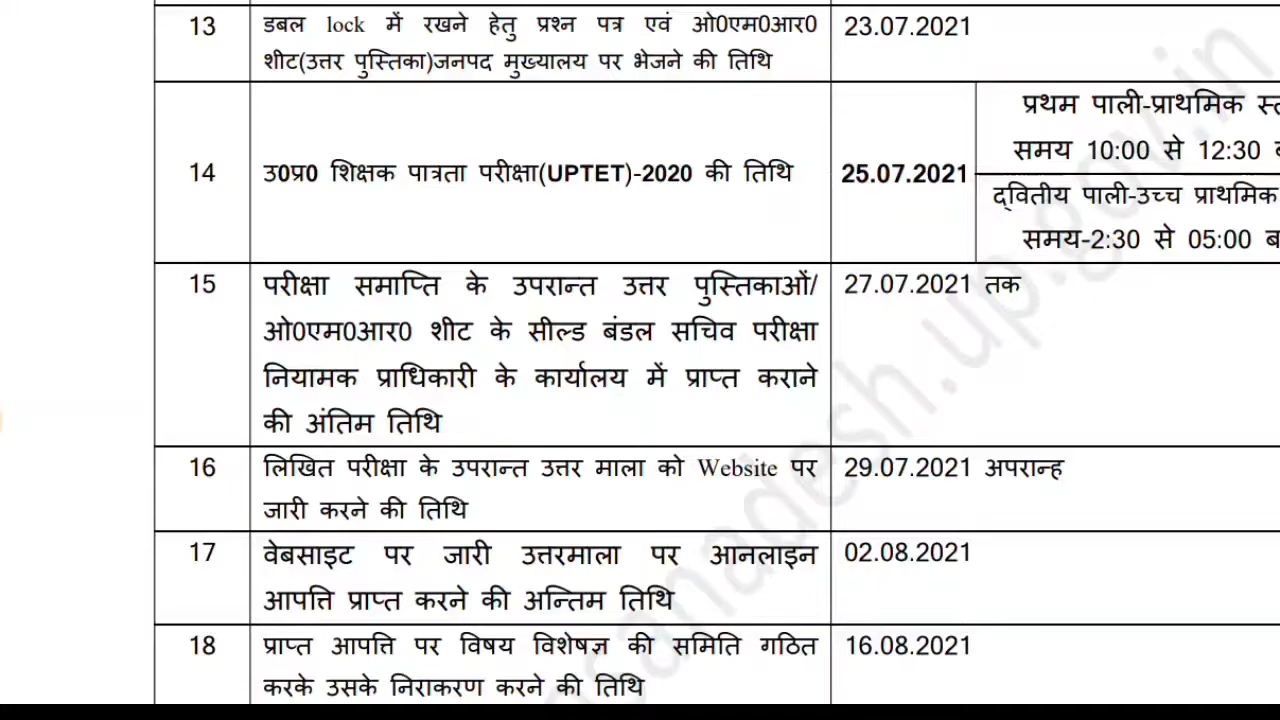 13 डबल lock में रखने हेतु प्रश्न पत्र एवं ओ0एम0आर0 23.07.2021
शीट(उत्तर पुस्तिका)जनपद मुख्यालय पर भेजने की तिथि
प्रथम पाली-प्राथमिक
समय 10:00 से 12:30
14 उ0प्र0 शिक्षक पात्रता परीक्षा(UPTET)-2020 की तिथि 25.07.2021
द्वितीय पाली-उच्च प्राथमिक
समय-2:30 से 05:00
15 परीक्षा समाप्ति के उपरान्त उत्तर पुस्तिकाओं/ 27.07.2021 तक
ओ0एम0आर0 शीट के सील्ड बंडल सचिव परीक्षा
नियामक प्राधिकारी के कार्यालय में प्राप्त कराने
की अंतिम तिथि
16 लिखित परीक्षा के उपरान्त उत्तर माला को Website पर 29.07.2021 अपरान्ह
जारी करने की तिथि
17 वेबसाइट पर जारी उत्तरमाला पर आनलाइन 02.08.2021
आपत्ति प्राप्त करने की अन्तिम तिथि
18 प्राप्त आपत्ति पर विषय विशेषज्ञ की समिति गठित 16.08.2021
करके उसके निराकरण करने की तिथि
asanadesh.up.gov.in